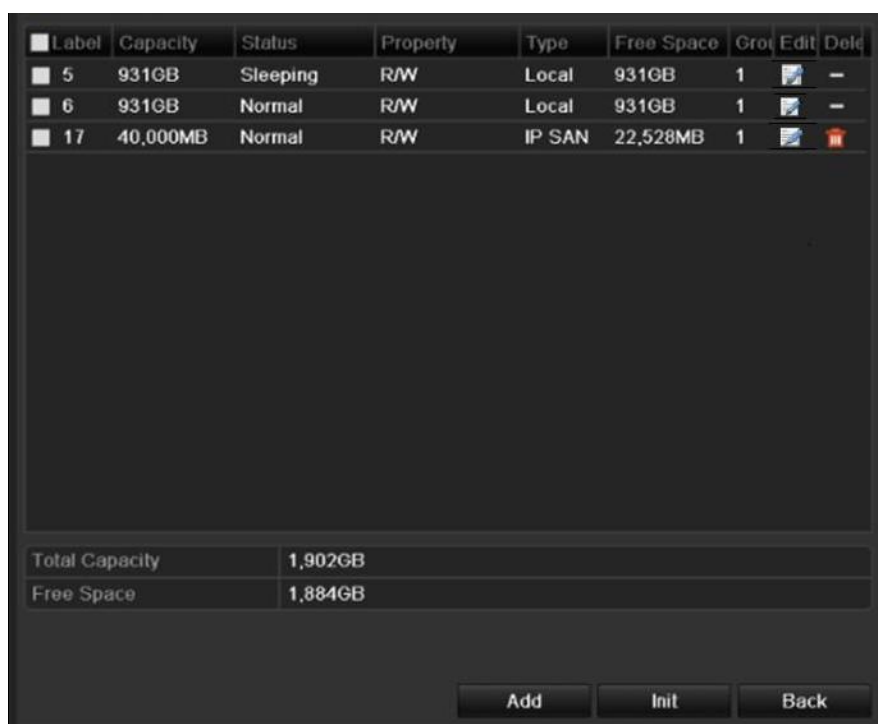 Label Capacity Status Property Type Free Space Grou Edit Dele
5 931GB Sleeping R/W Local 931GB 1 –
6 931GB Normal R/W Local 931GB 1 –
17 40,000MB Normal R/W IP SAN 22,528MB 1
Total Capacity 1,902GB
Free Space 1,884GB
Add Init Back